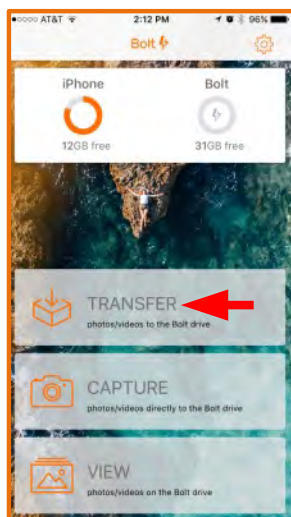 AT&T 2:12 PM 96%
Bolt
iPhone Bolt
12GB free 31GB free
TRANSFER
photos/videos to the Bolt drive
CAPTURE
photos/videos directly to the Bolt drive
VIEW
photos/videos on the Bolt drive